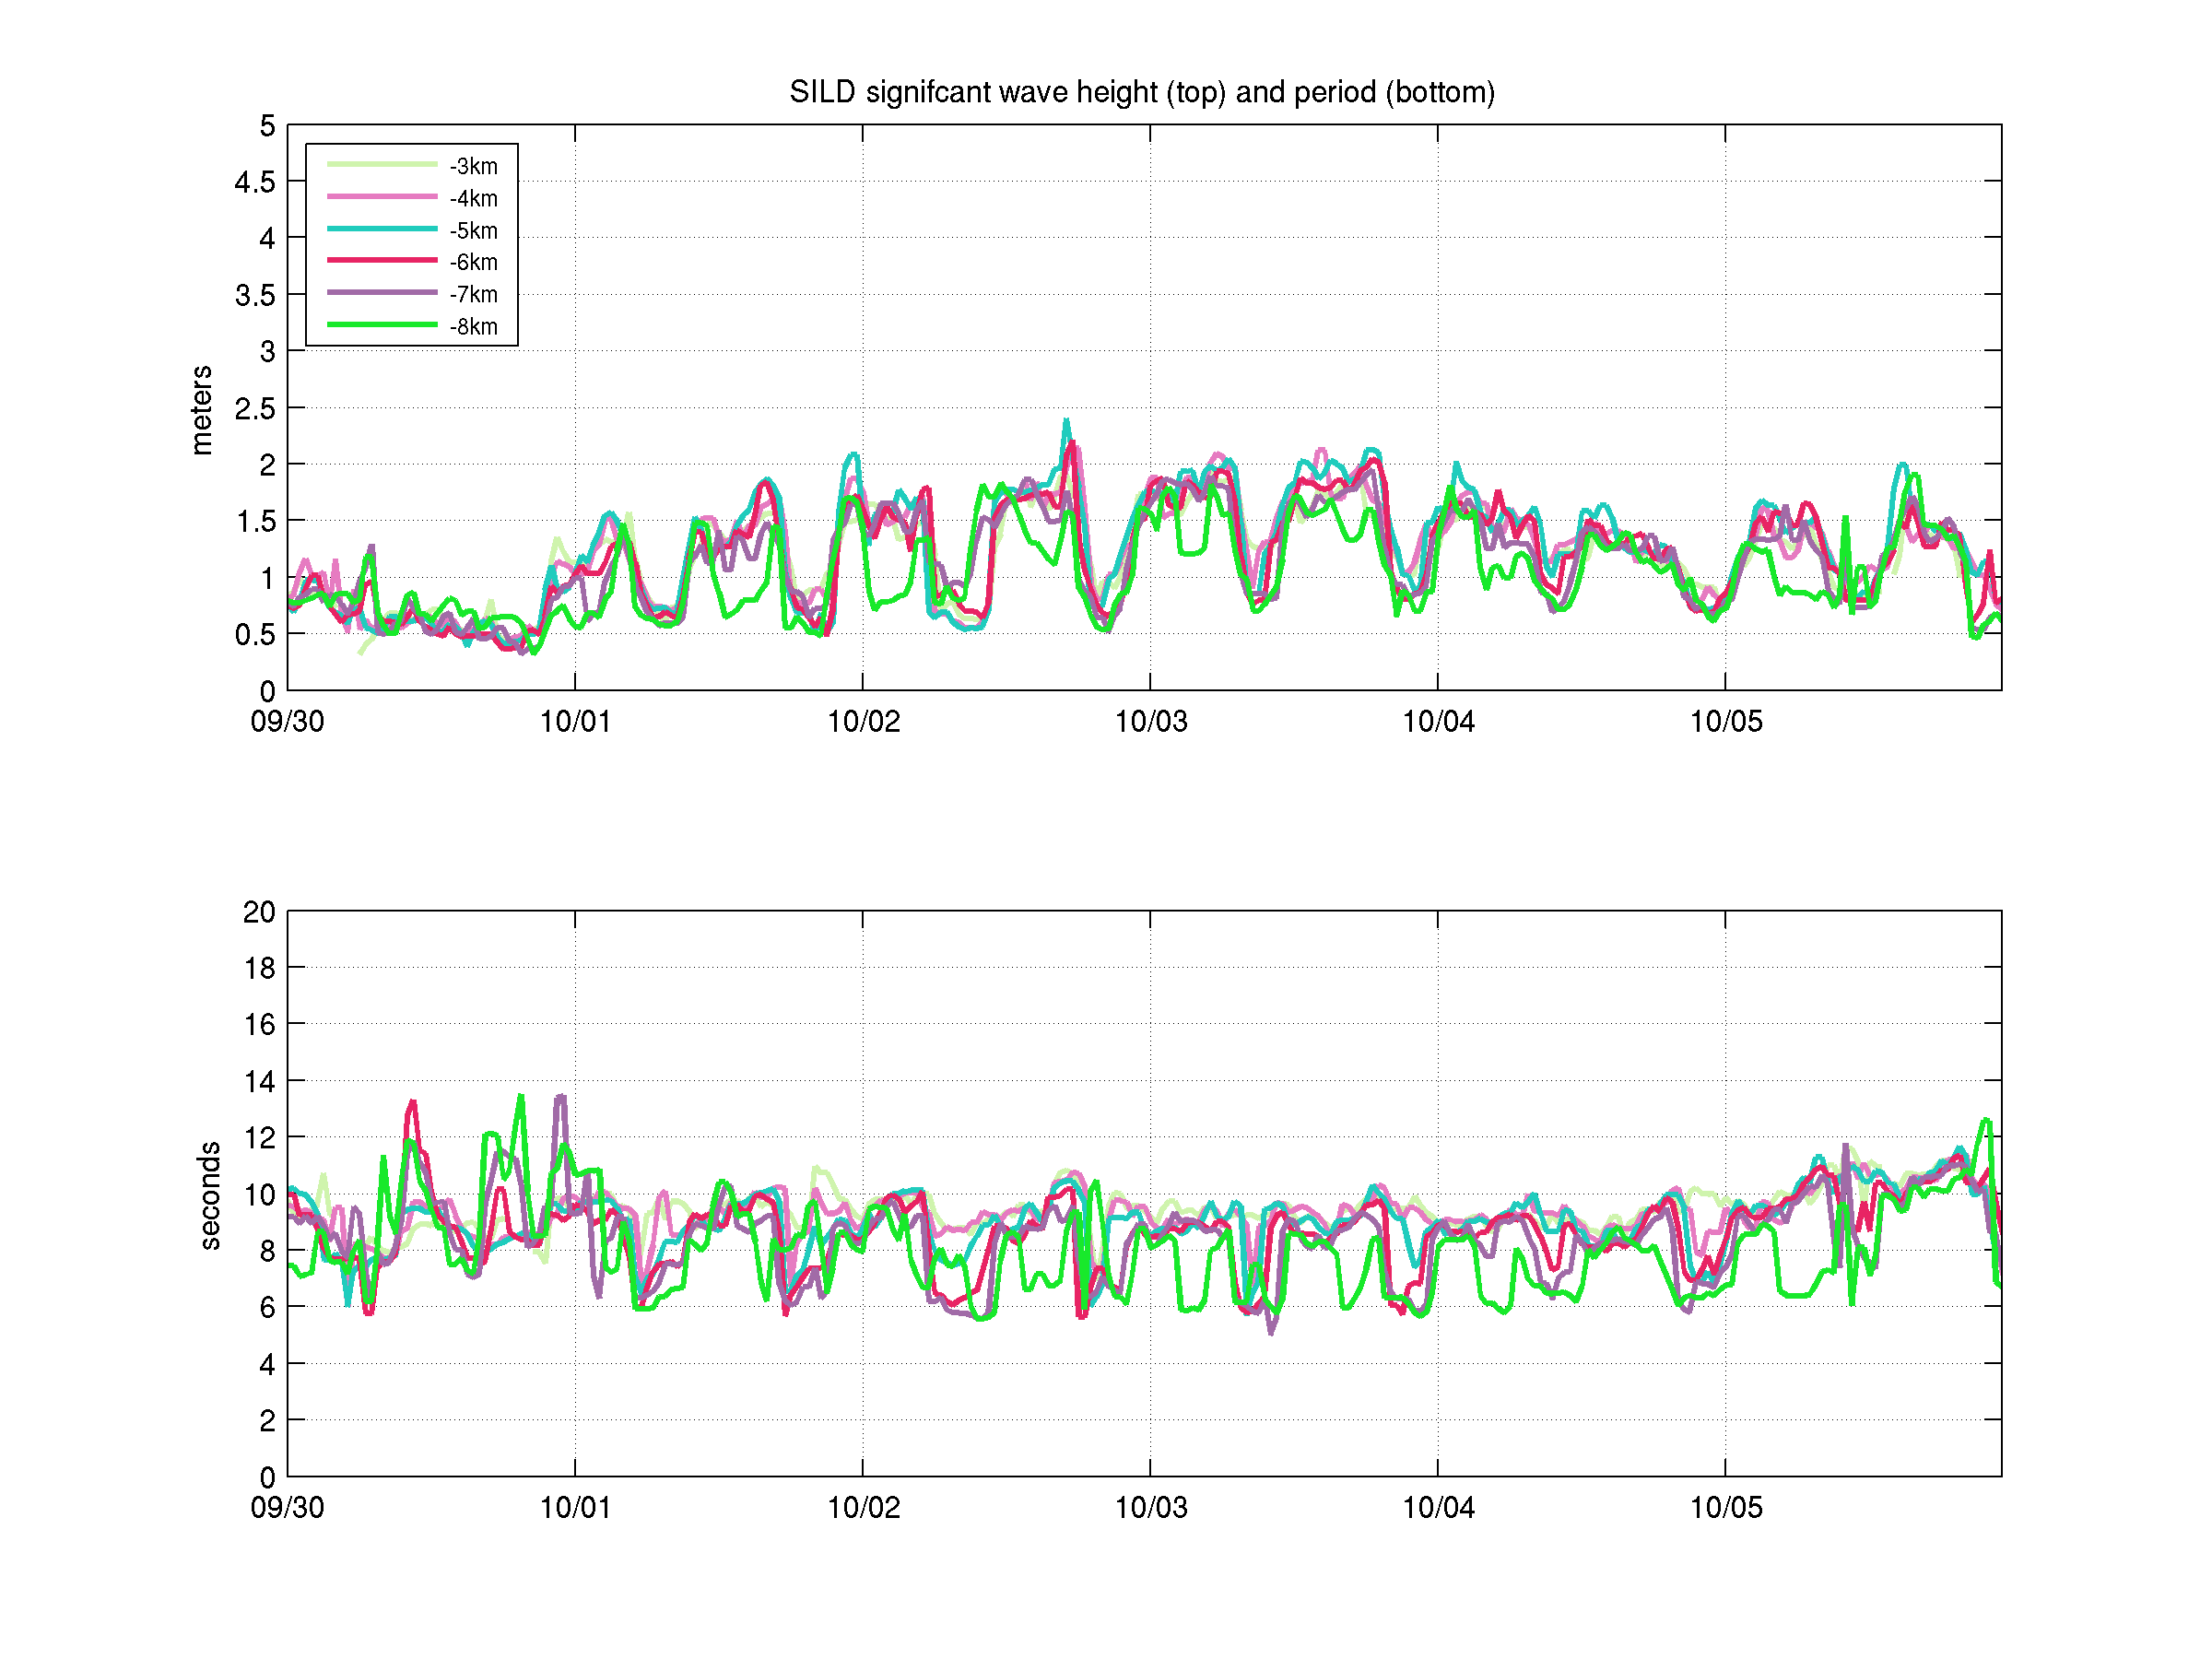 SILD signifcant wave height (top) and period (bottom)
5
4.5
4
3.5
3
2.5
2
1.5
1
0.5
0
meters
-3km
-4km
-5km
-6km
-7km
-8km
09/30 10/01 10/02 10/03 10/04 10/05
20
18
16
14
12
10
8
6
4
2
0
seconds
09/30 10/01 10/02 10/03 10/04 10/05